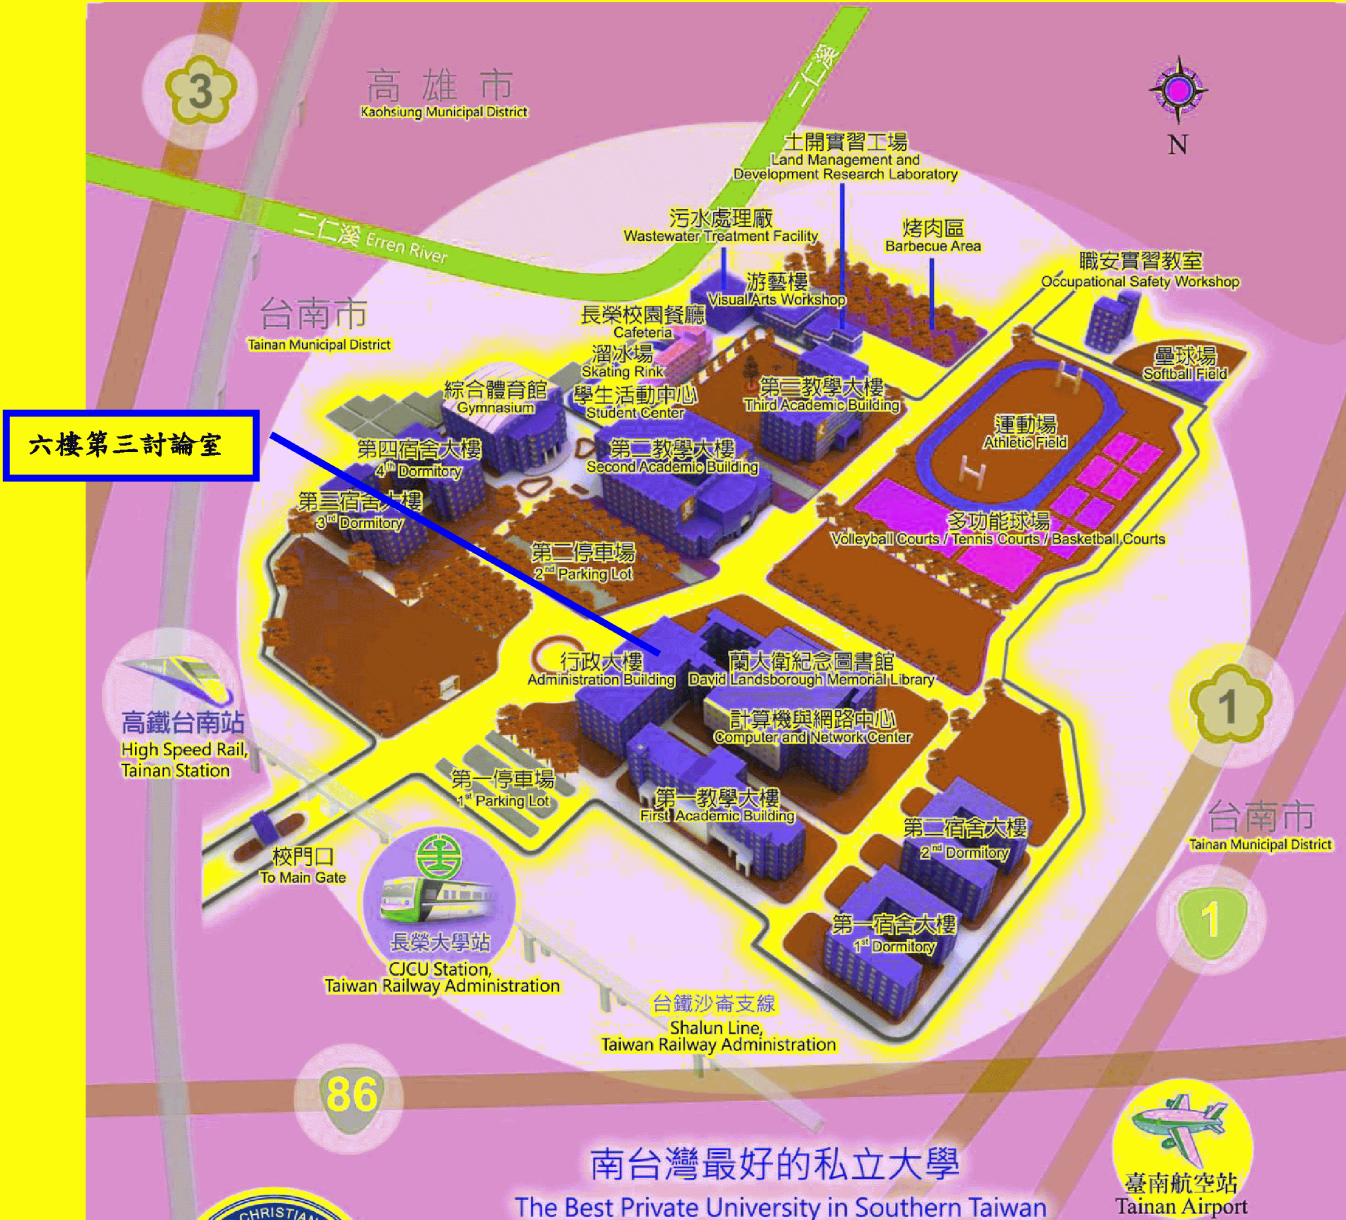 3
高雄市
Kaohsiung Municipal District
二仁溪
N
土開實習工場
Land Management and
Development Research Laboratory
污水處理廠
Wastewater Treatment Facility
烤肉區
Barbecue Area
二仁溪 Erren River
職安實習教室
Occupational Safety Workshop
游藝樓
Visual Arts Workshop
台南市
Tainan Municipal District
長榮校園餐廳
Cafeteria
溜冰場
Skating Rink
壘球場
Softball Field
綜合體育館
Gymnasium
學生活動中心
Student Center
第三教學大樓
Third Academic Building
運動場
Athletic Field
六樓第三討論室
第四宿舍大樓
4th Dormitory
第二教學大樓
Second Academic Building
第三宿舍大樓
3rd Dormitory
多功能球場
Volleyball Courts / Tennis Courts / Basketball Courts
第二停車場
2nd Parking Lot
行政大樓
Administration Building
蘭大衛紀念圖書館
David Landsborough Memorial Library
高鐵台南站
High Speed Rail,
Tainan Station
計算機與網路中心
Computer and Network Center
1
第一停車場
1st Parking Lot
第一教學大樓
First Academic Building
第二宿舍大樓
2nd Dormitory
台南市
Tainan Municipal District
校門口
To Main Gate
第一宿舍大樓
1st Dormitory
1
長榮大學站
CJCU Station,
Taiwan Railway Administration
台鐵沙崙支線
Shalun Line,
Taiwan Railway Administration
86
南台灣最好的私立大學
The Best Private University in Southern Taiwan
臺南航空站
Tainan Airport
CHRISTIAN